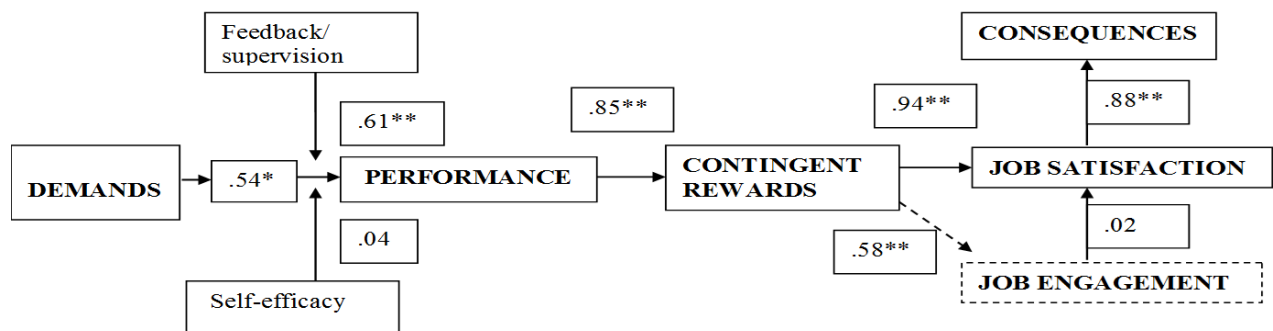 Feedback/
supervision
CONSEQUENCES
.61**
.85**
.94**
.88**
DEMANDS
.54*
PERFORMANCE
CONTINGENT
REWARDS
JOB SATISFACTION
.04
.58**
.02
JOB ENGAGEMENT
Self-efficacy